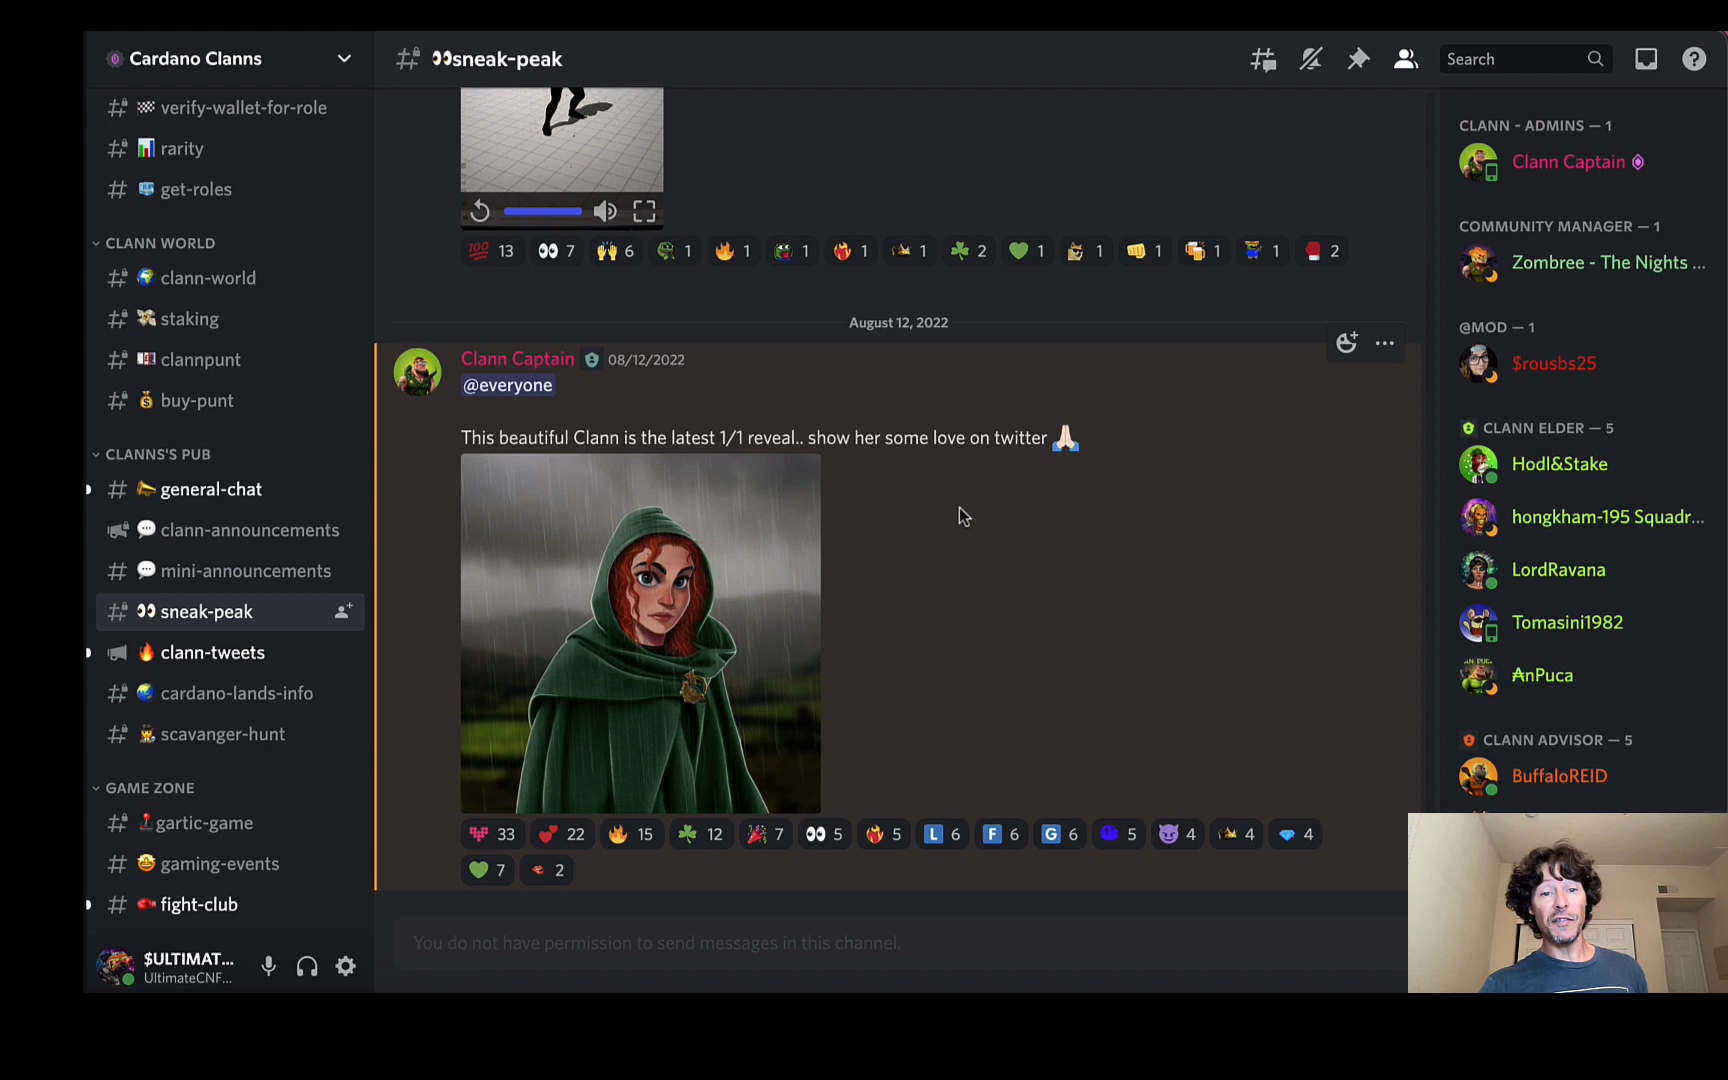 Cardano Clanns
verify-wallet-for-role
rarity
get-roles
CLANN WORLD
clann-world
staking
clannpunt
buy-punt
CLANNS'S PUB
general-chat
clann-announcements
mini-announcements
sneak-peak
clann-tweets
cardano-lands-info
scavanger-hunt
GAME ZONE
gartic-game
gaming-events
fight-club
$ULTIMAT...
UltimateCNF...
sneak-peak
Search
100 13 7 6 1 1 1 1 1 2 1 1 1 1 1 2
August 12, 2022
Clann Captain 08/12/2022
@everyone
This beautiful Clann is the latest 1/1 reveal.. show her some love on twitter
33 22 15 12 7 5 5 L 6 F 6 G 6 5 4 4 4
7 2
You do not have permission to send messages in this channel.
CLANN - ADMINS — 1
Clann Captain
COMMUNITY MANAGER — 1
Zombree - The Nights ...
@MOD — 1
$rousbs25
CLANN ELDER — 5
Hodl&Stake
hongkham-195 Squadr...
LordRavana
Tomasini1982
₳nPuca
CLANN ADVISOR — 5
BuffaloREID